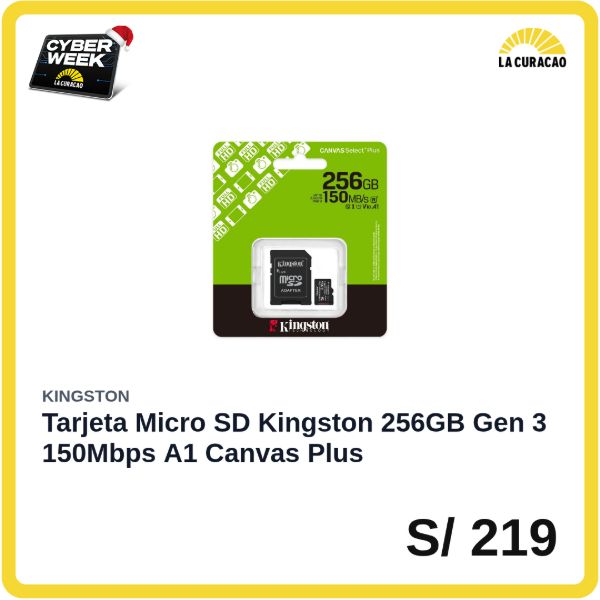 CYBER
WEEK
LA CURACAO
LA CURACAO
CANVAS Select Plus
256GB
150MB/s
Kingston
micro
SD
ADAPTER
Kingston
KINGSTON
Tarjeta Micro SD Kingston 256GB Gen 3
150Mbps A1 Canvas Plus
S/ 219